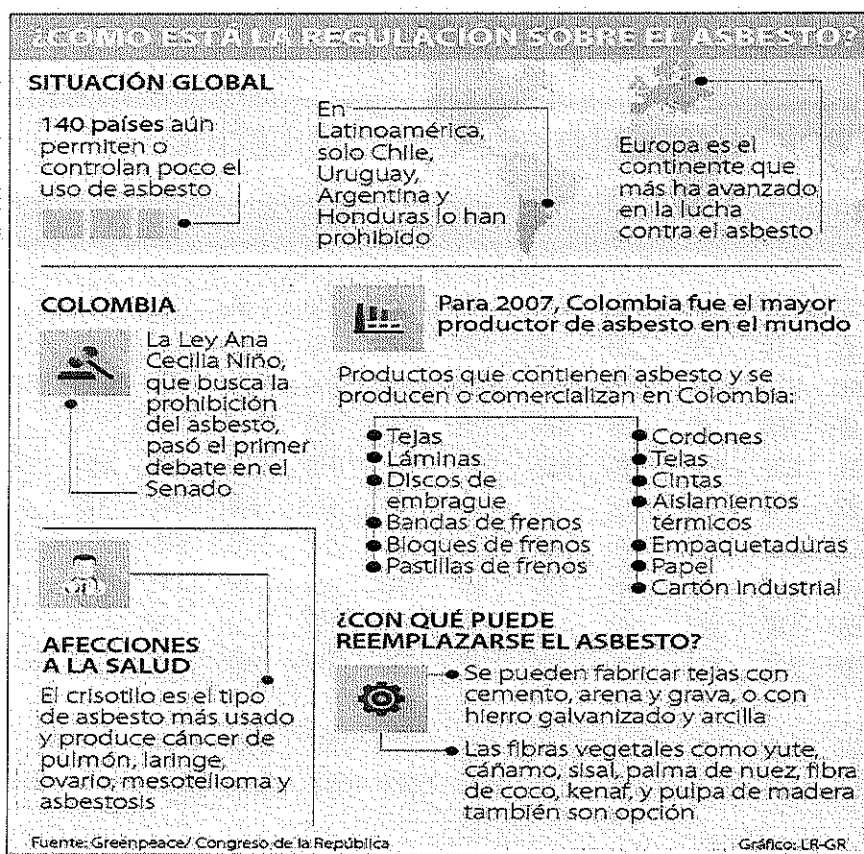 ¿CÓMO ESTÁ LA REGULACIÓN SOBRE EL ASBESTO?
SITUACIÓN GLOBAL
140 países aún
permiten o
controlan poco el
uso de asbesto
En
Latinoamérica,
solo Chile,
Uruguay,
Argentina y
Honduras lo han
prohibido
Europa es el
continente que
más ha avanzado
en la lucha
contra el asbesto
COLOMBIA
La Ley Ana
Cecilia Niño,
que busca la
prohibición
del asbesto,
pasó el primer
debate en el
Senado
Para 2007, Colombia fue el mayor
productor de asbesto en el mundo
Productos que contienen asbesto y se
producen o comercializan en Colombia:
Tejas
Láminas
Discos de
embrague
Bandas de frenos
Bloques de frenos
Pastillas de frenos
Cordones
Telas
Cintas
Aislamientos
térmicos
Empaquetaduras
Papel
Cartón industrial
AFECCIONES
A LA SALUD
El crisotilo es el tipo
de asbesto más usado
y produce cáncer de
pulmón, laringe,
ovario, mesotelioma y
asbestosis
¿CON QUÉ PUEDE
REEMPLAZARSE EL ASBESTO?
Se pueden fabricar tejas con
cemento, arena y grava, o con
hierro galvanizado y arcilla
Las fibras vegetales como yute,
cáñamo, sisal, palma de nuez, fibra
de coco, kenaf, y pulpa de madera
también son opción
Fuente: Greenpeace/ Congreso de la República
Gráfico: LR-GR